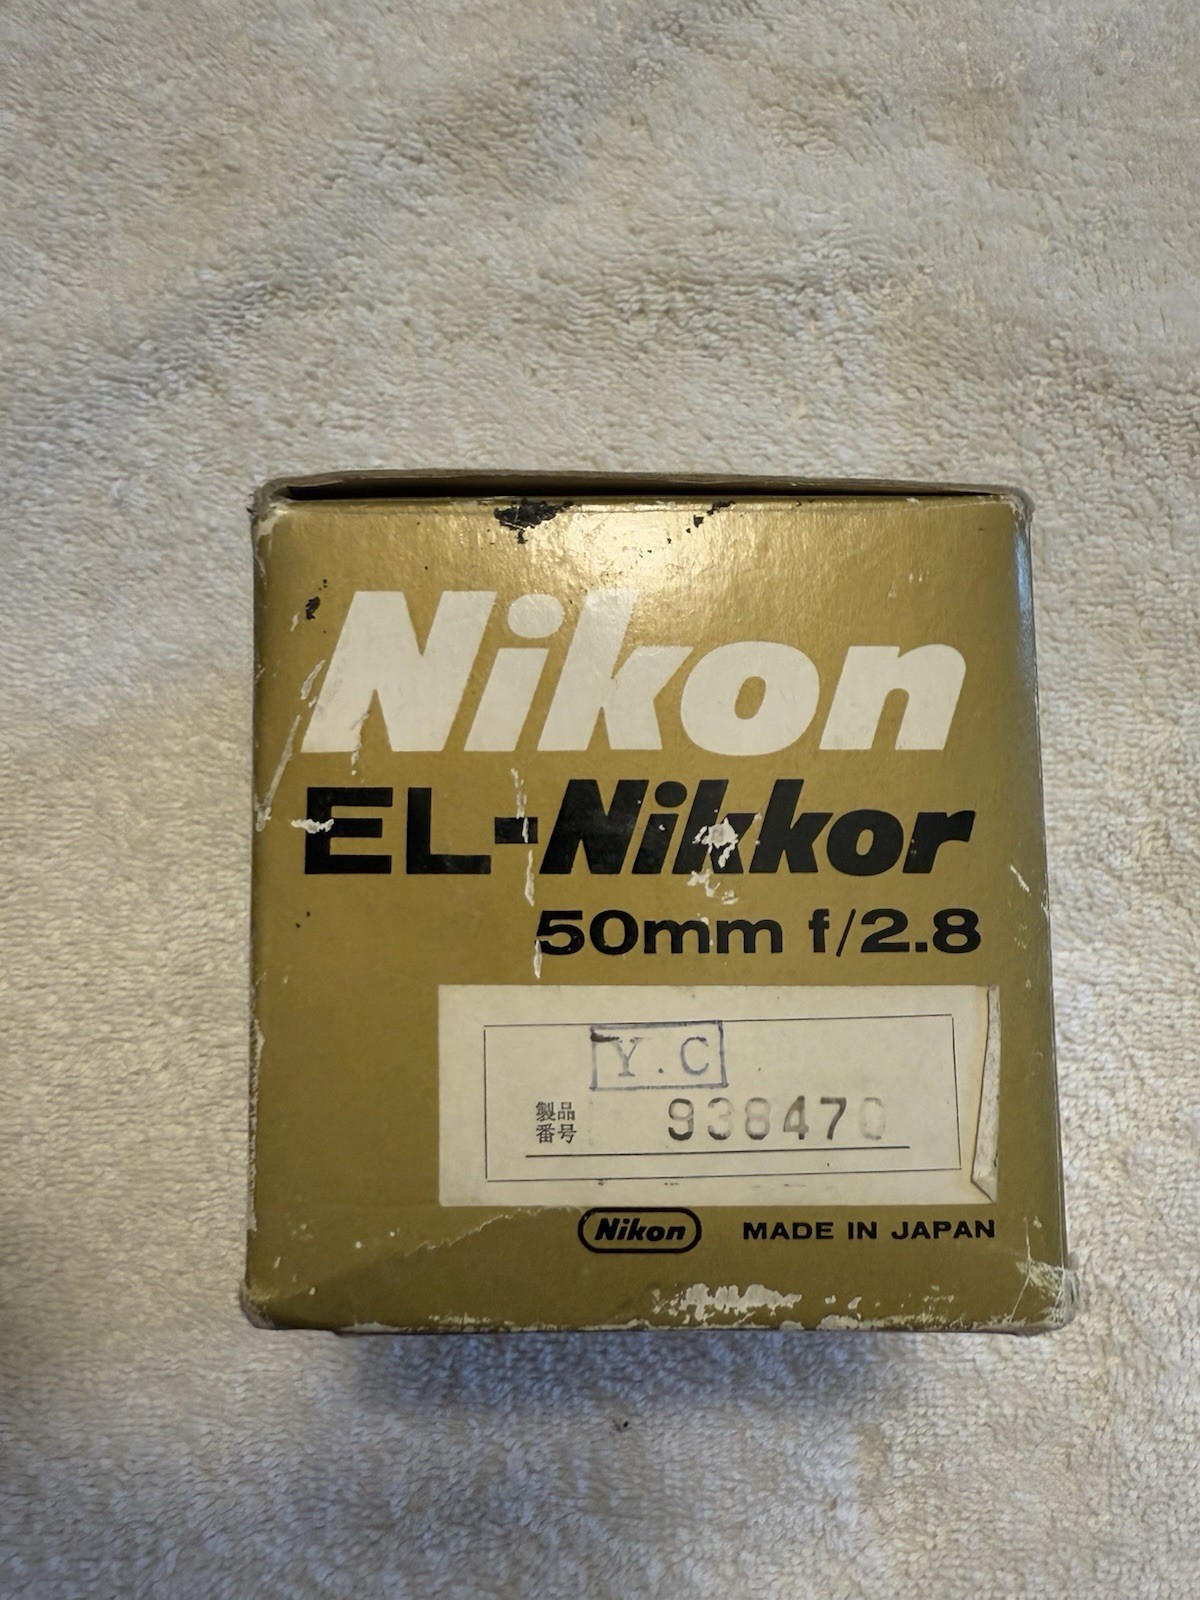 Nikon
EL-Nikkor
50mm f/2.8
Y.C
製品
番号 938470
Nikon MADE IN JAPAN